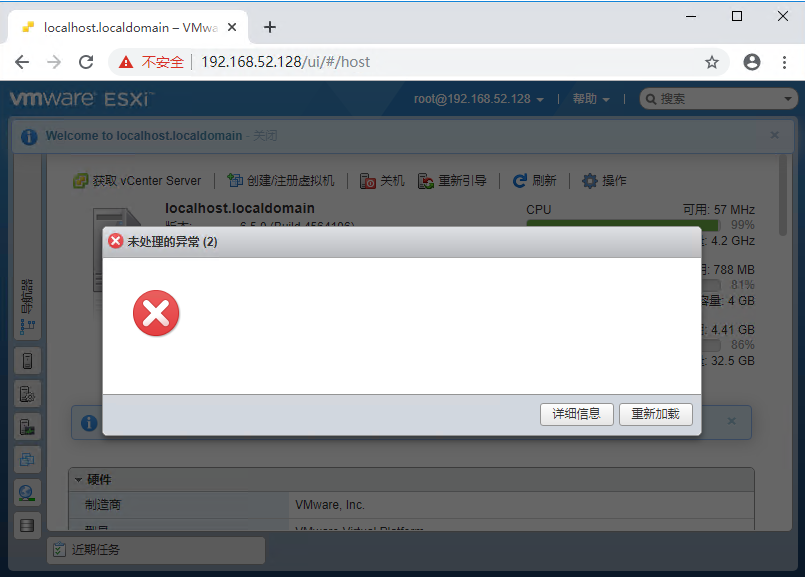 localhost.localdomain – VMwa
不安全 192.168.52.128/ui/#/host
vmware ESXi™
root@192.168.52.128 帮助 搜索
Welcome to localhost.localdomain - 关闭
获取 vCenter Server 创建/注册虚拟机 关机 重新引导 刷新 操作
localhost.localdomain
版本: 6.5.0 (Build 4564106)
CPU 可用: 57 MHz
99%
: 4.2 GHz
未处理的异常 (2)
: 788 MB
81%
容量: 4 GB
: 4.41 GB
86%
: 32.5 GB
导航器
详细信息 重新加载
硬件
制造商 VMware, Inc.
型号 VMware Virtual Platform
近期任务